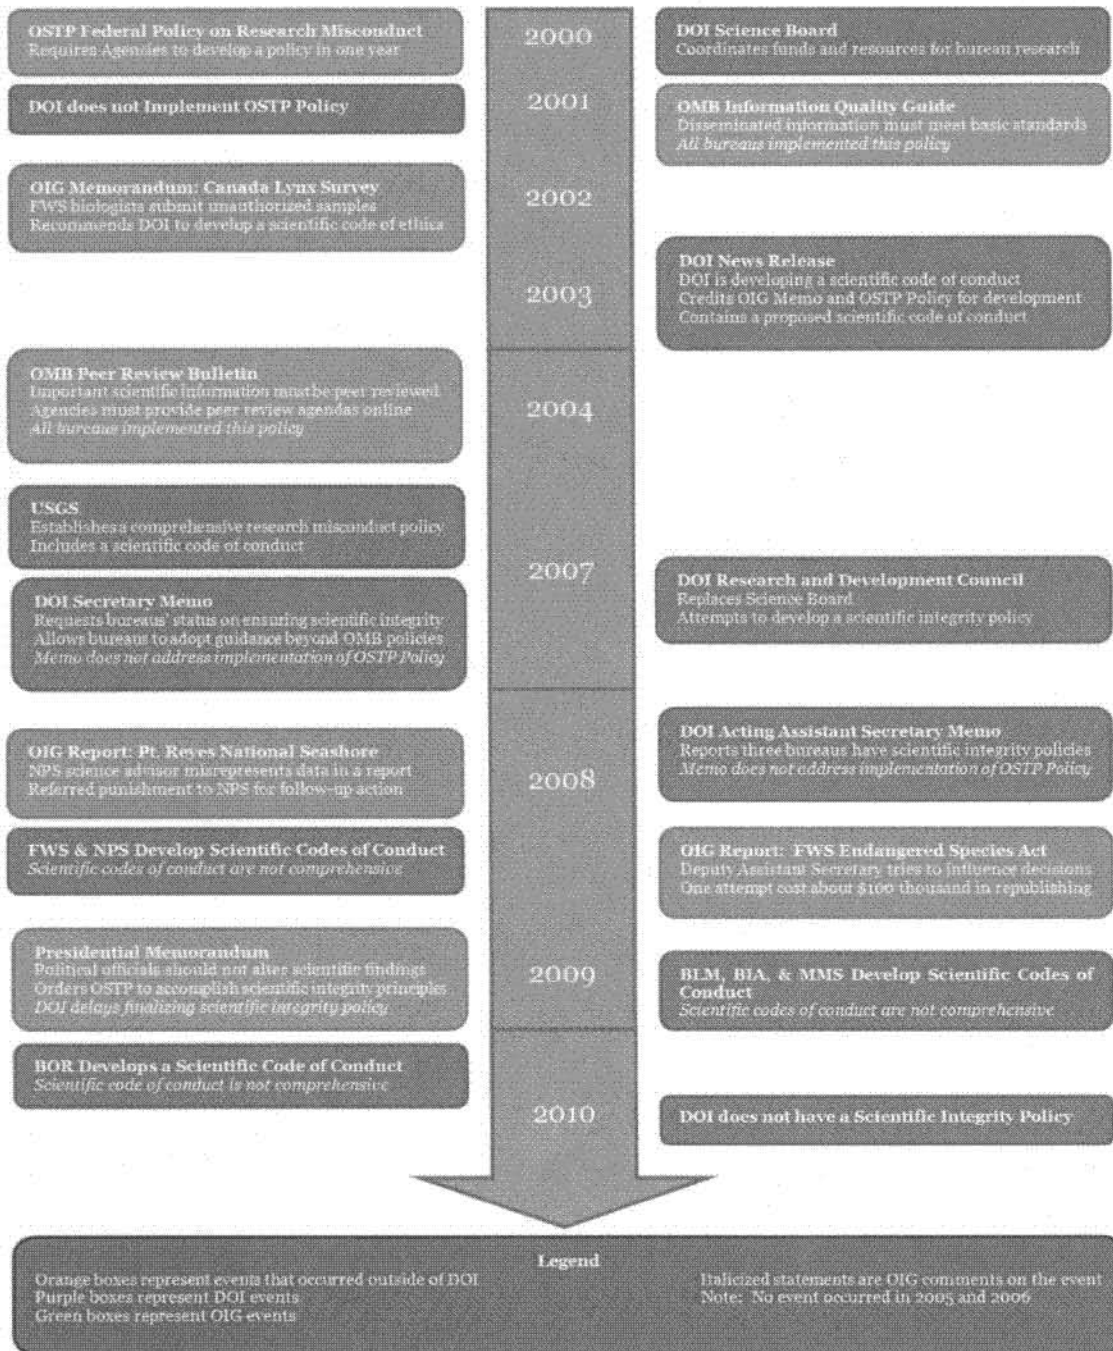 OSTP Federal Policy on Research Misconduct
Requires Agencies to develop a policy in one year
2000
DOI Science Board
Coordinates funds and resources for bureau research
DOI does not Implement OSTP Policy
2001
OMB Information Quality Guide
Disseminated information must meet basic standards
All bureaus implemented this policy
OIG Memorandum: Canada Lynx Survey
FWS biologists submit unauthorized samples
Recommends DOI to develop a scientific code of ethics
2002
DOI News Release
DOI is developing a scientific code of conduct
Credits OIG Memo and OSTP Policy for development
Contains a proposed scientific code of conduct
2003
OMB Peer Review Bulletin
Important scientific information must be peer reviewed
Agencies must provide peer review agendas online
All bureaus implemented this policy
2004
USGS
Establishes a comprehensive research misconduct policy
Includes a scientific code of conduct
2007
DOI Research and Development Council
Replaces Science Board
Attempts to develop a scientific integrity policy
DOI Secretary Memo
Requests bureaus' status on ensuring scientific integrity
Allows bureaus to adopt guidance beyond OMB policies
Memo does not address implementation of OSTP Policy
DOI Acting Assistant Secretary Memo
Reports three bureaus have scientific integrity policies
Memo does not address implementation of OSTP Policy
OIG Report: Pt. Reyes National Seashore
NPS science advisor misrepresents data in a report
Referred punishment to NPS for follow-up action
2008
FWS & NPS Develop Scientific Codes of Conduct
Scientific codes of conduct are not comprehensive
OIG Report: FWS Endangered Species Act
Deputy Assistant Secretary tries to influence decisions
One attempt cost about $100 thousand in republishing
Presidential Memorandum
Political officials should not alter scientific findings
Orders OSTP to accomplish scientific integrity principles
DOI delays finalizing scientific integrity policy
2009
BLM, BIA, & MMS Develop Scientific Codes of
Conduct
Scientific codes of conduct are not comprehensive
BOR Develops a Scientific Code of Conduct
Scientific code of conduct is not comprehensive
2010
DOI does not have a Scientific Integrity Policy
Legend
Orange boxes represent events that occurred outside of DOI
Purple boxes represent DOI events
Green boxes represent OIG events
Italicized statements are OIG comments on the event
Note: No event occurred in 2005 and 2006